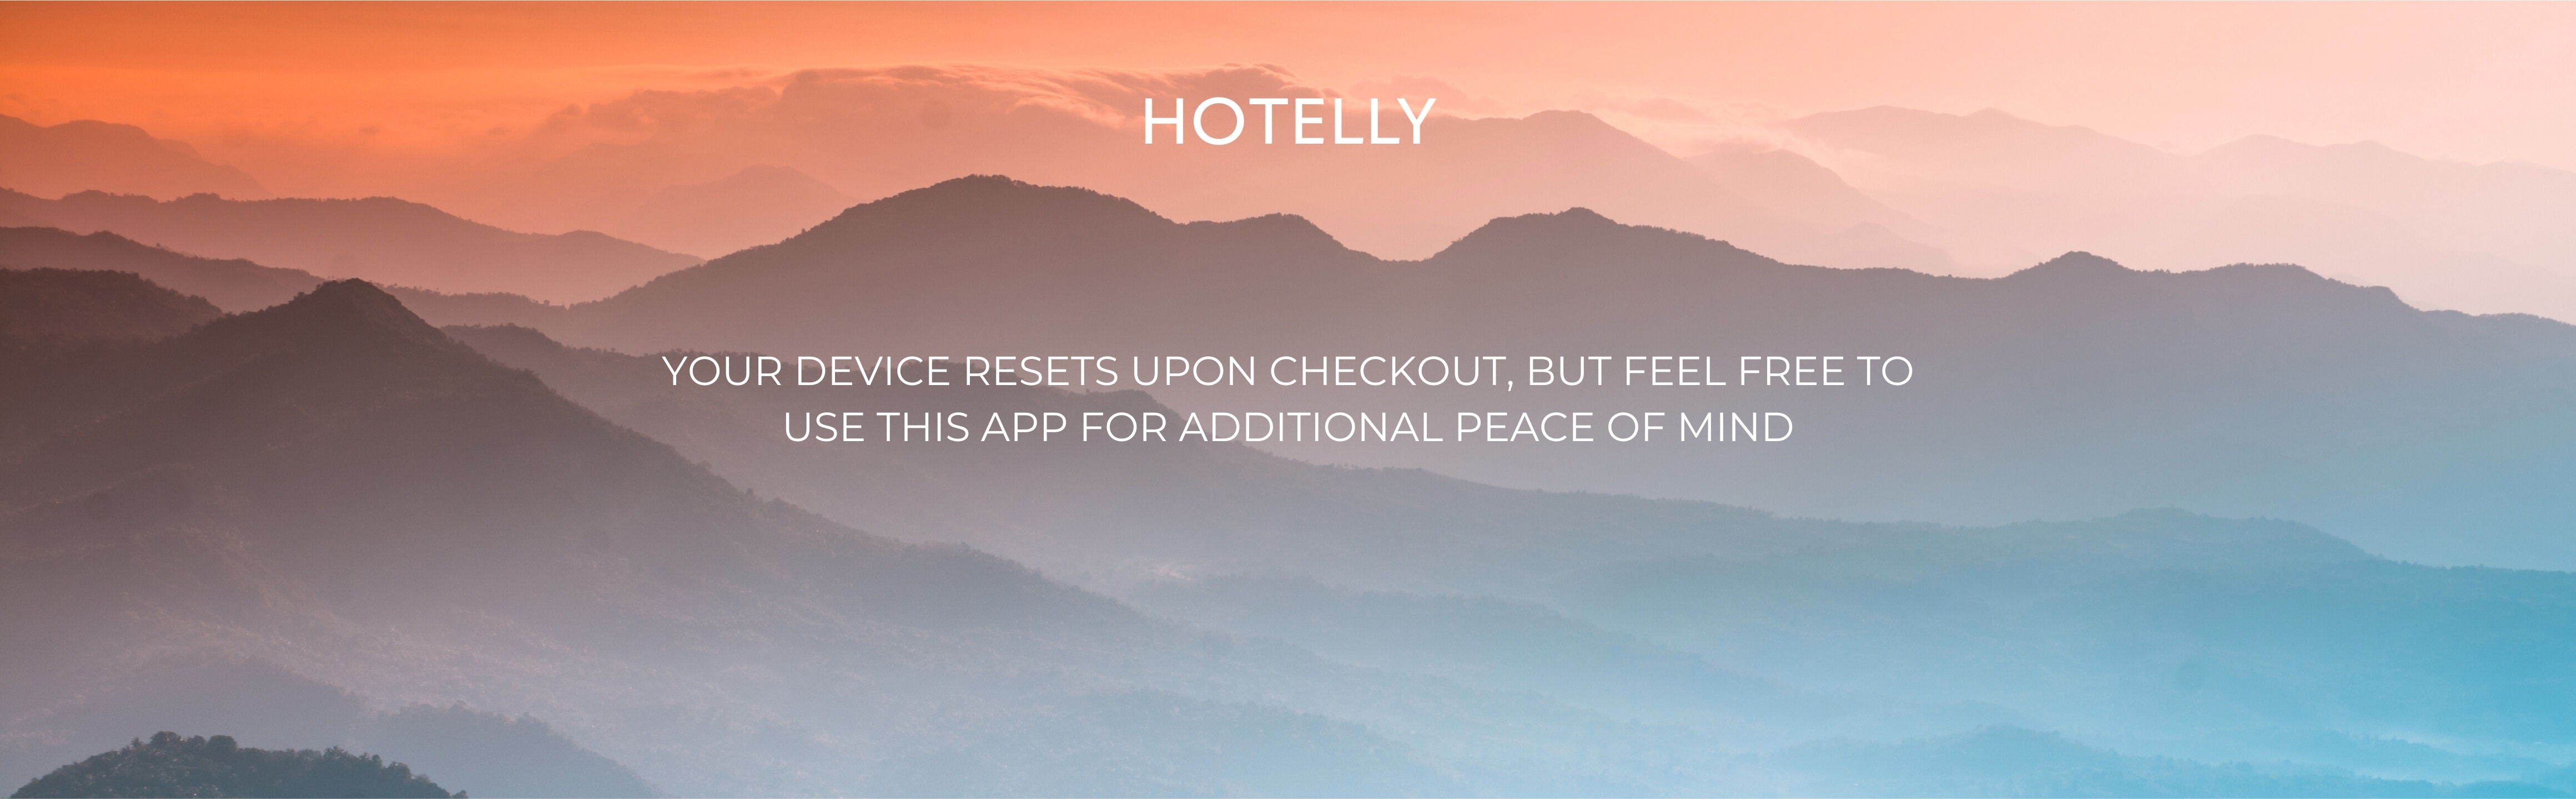 HOTELLY
YOUR DEVICE RESETS UPON CHECKOUT, BUT FEEL FREE TO
USE THIS APP FOR ADDITIONAL PEACE OF MIND